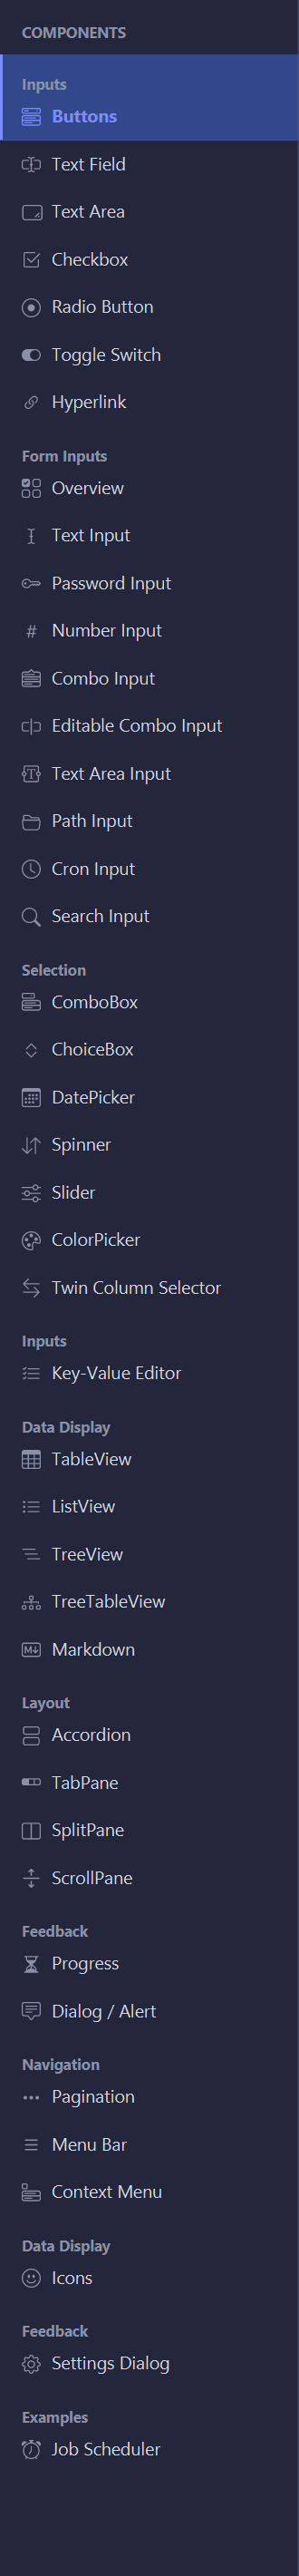 COMPONENTS
Inputs
Buttons
Text Field
Text Area
Checkbox
Radio Button
Toggle Switch
Hyperlink
Form Inputs
Overview
Text Input
Password Input
# Number Input
Combo Input
Editable Combo Input
Text Area Input
Path Input
Cron Input
Search Input
Selection
ComboBox
ChoiceBox
DatePicker
Spinner
Slider
ColorPicker
Twin Column Selector
Inputs
Key-Value Editor
Data Display
TableView
ListView
TreeView
TreeTableView
Markdown
Layout
Accordion
TabPane
SplitPane
ScrollPane
Feedback
Progress
Dialog / Alert
Navigation
Pagination
Menu Bar
Context Menu
Data Display
Icons
Feedback
Settings Dialog
Examples
Job Scheduler